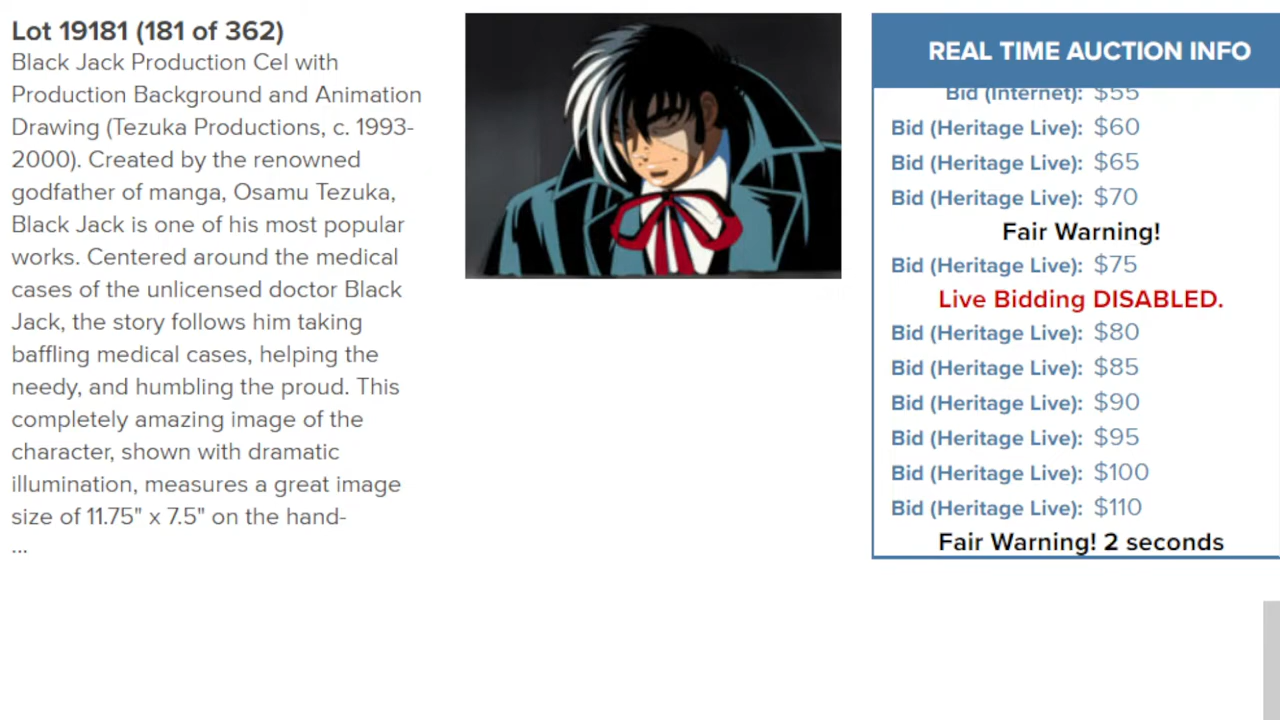 Lot 19181 (181 of 362)
Black Jack Production Cel with
Production Background and Animation
Drawing (Tezuka Productions, c. 1993-
2000). Created by the renowned
godfather of manga, Osamu Tezuka,
Black Jack is one of his most popular
works. Centered around the medical
cases of the unlicensed doctor Black
Jack, the story follows him taking
baffling medical cases, helping the
needy, and humbling the proud. This
completely amazing image of the
character, shown with dramatic
illumination, measures a great image
size of 11.75" x 7.5" on the hand-
...
REAL TIME AUCTION INFO
Bid (Internet): $55
Bid (Heritage Live): $60
Bid (Heritage Live): $65
Bid (Heritage Live): $70
Fair Warning!
Bid (Heritage Live): $75
Live Bidding DISABLED.
Bid (Heritage Live): $80
Bid (Heritage Live): $85
Bid (Heritage Live): $90
Bid (Heritage Live): $95
Bid (Heritage Live): $100
Bid (Heritage Live): $110
Fair Warning! 2 seconds